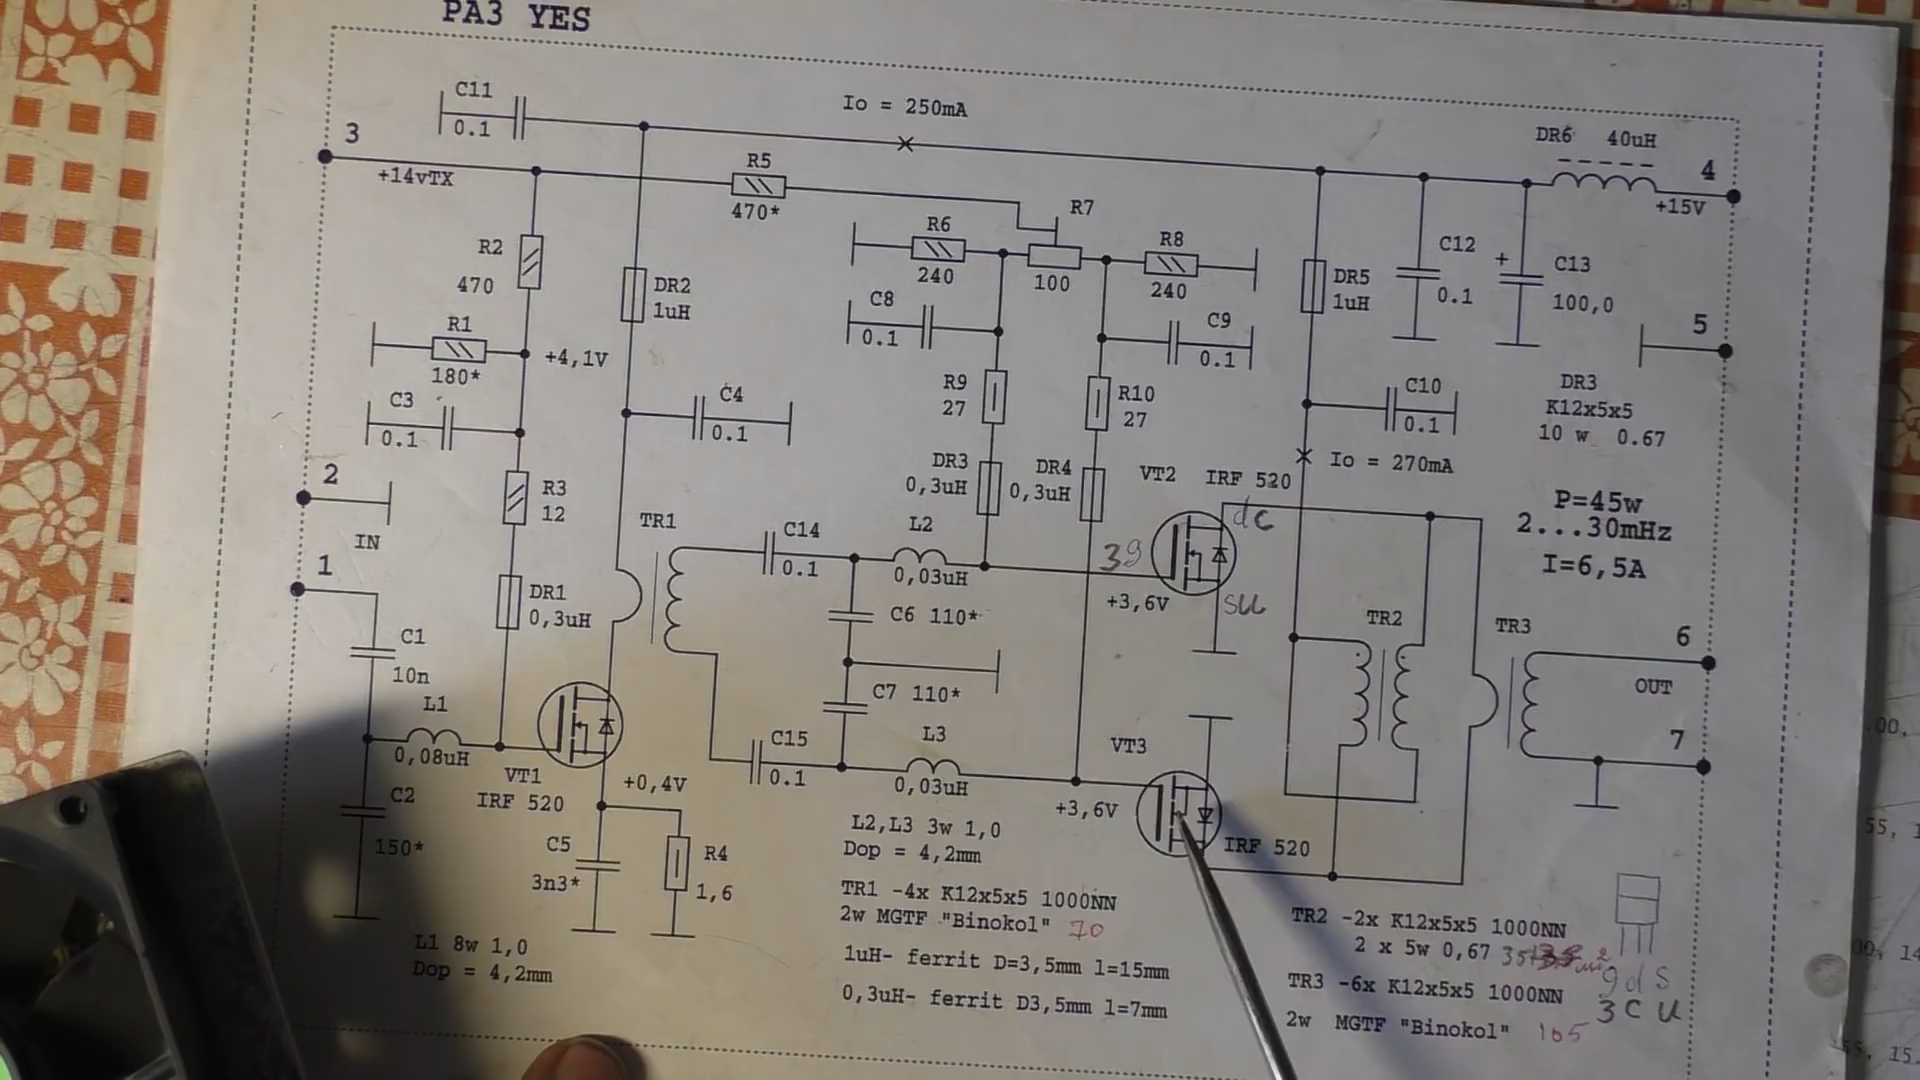 PA3 YES
C11
0.1
Io = 250mA
DR6 40uH
3
+14vTX
R5
470*
4
+15V
R7
100
R6
240
R8
240
R2
470
DR2
1uH
C8
0.1
C9
0.1
DR5
1uH
C12
0.1
+
C13
100,0
5
R1
180*
+4,1V
C3
0.1
C4
0.1
R9
27
R10
27
C10
0.1
DR3
K12x5x5
10 w 0.67
2
IN
R3
12
DR3
0,3uH
DR4
0,3uH
VT2 IRF 520
Io = 270mA
P=45w
2...30mHz
I=6,5A
1
TR1
C14
0.1
L2
0,03uH
3g
dc
+3,6V
su
DR1
0,3uH
C6 110*
C1
10n
C7 110*
TR2
TR3
6
OUT
7
L1
0,08uH
VT1
IRF 520
+0,4V
C15
0.1
L3
0,03uH
VT3
+3,6V
IRF 520
C2
150*
C5
3n3*
R4
1,6
L2,L3 3w 1,0
Dop = 4,2mm
L1 8w 1,0
Dop = 4,2mm
TR1 -4x K12x5x5 1000NN
2w MGTF "Binokol" 70
1uH- ferrit D=3,5mm l=15mm
0,3uH- ferrit D3,5mm l=7mm
TR2 -2x K12x5x5 1000NN
2 x 5w 0,67
TR3 -6x K12x5x5 1000NN
2w MGTF "Binokol" 105
g d s
3 c u